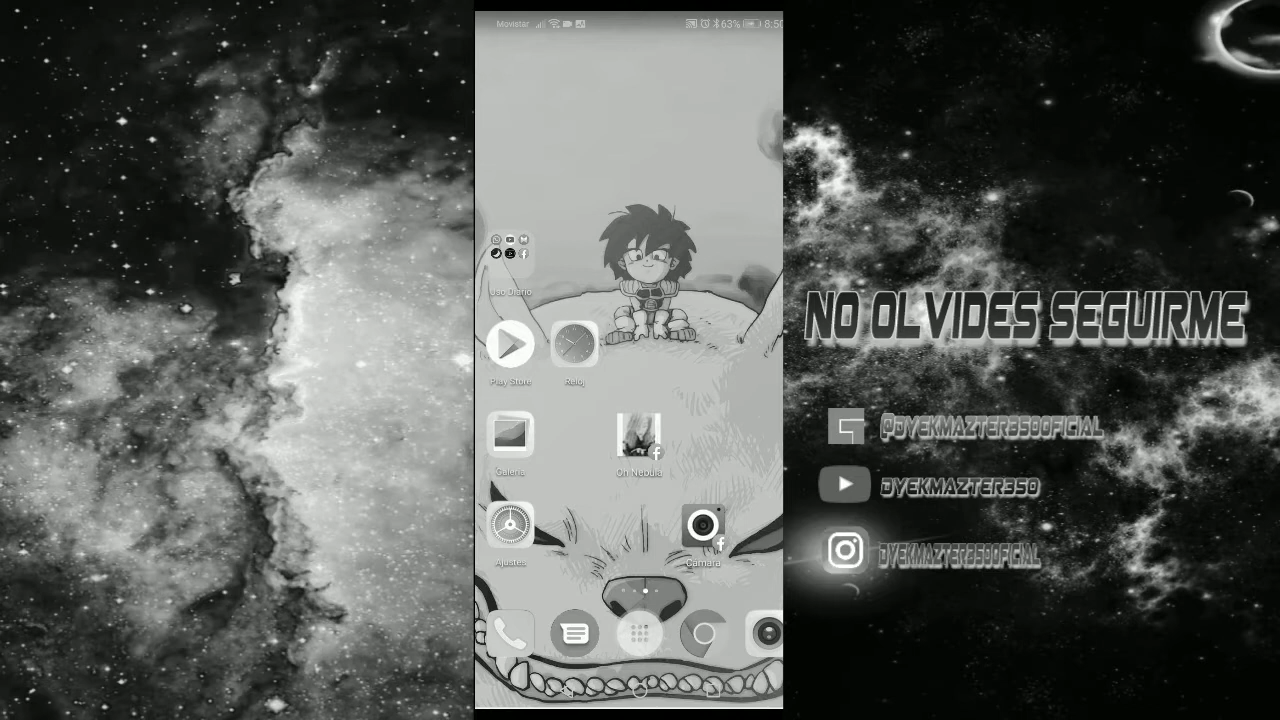 Movistar
63%
8:50
Uso Diario
Play Store
Reloj
Galería
Oh Nebula
Ajustes
Cámara
NO OLVIDES SEGUIRME
@DYEKMAZTER350OFICIAL
DYEKMAZTER350
DYEKMAZTER350OFICIAL